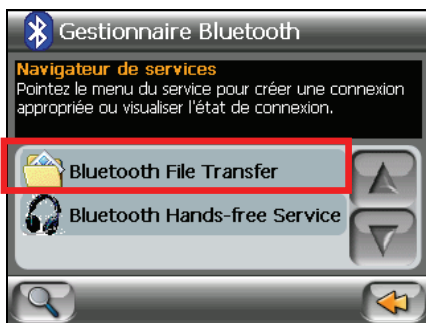 Gestionnaire Bluetooth
Navigateur de services
Pointez le menu du service pour créer une connexion
appropriée ou visualiser l'état de connexion.
Bluetooth File Transfer
Bluetooth Hands-free Service